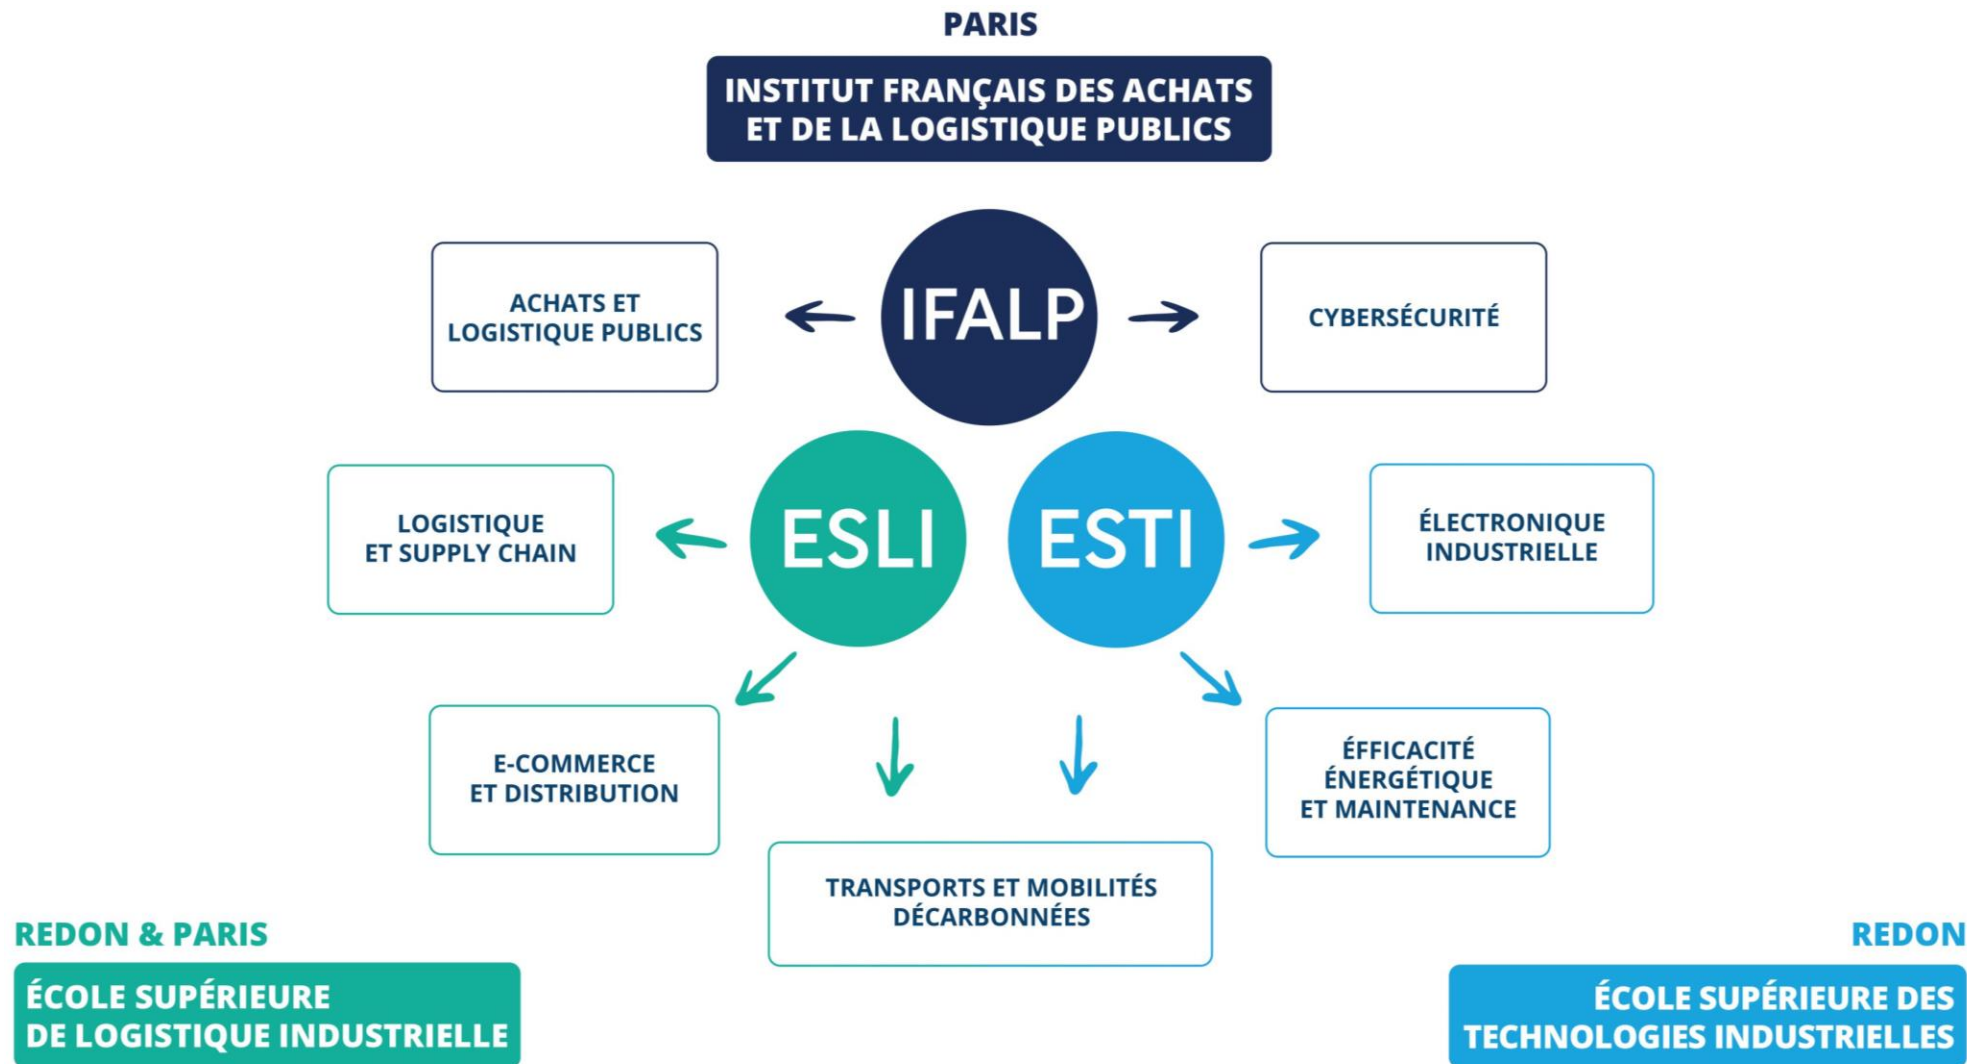 PARIS
INSTITUT FRANÇAIS DES ACHATS
ET DE LA LOGISTIQUE PUBLICS
IFALP
ACHATS ET
LOGISTIQUE PUBLICS
CYBERSÉCURITÉ
ESLI
ESTI
LOGISTIQUE
ET SUPPLY CHAIN
ÉLECTRONIQUE
INDUSTRIELLE
E-COMMERCE
ET DISTRIBUTION
ÉFFICACITÉ
ÉNERGÉTIQUE
ET MAINTENANCE
TRANSPORTS ET MOBILITÉS
DÉCARBONNÉES
REDON & PARIS
ÉCOLE SUPÉRIEURE
DE LOGISTIQUE INDUSTRIELLE
REDON
ÉCOLE SUPÉRIEURE DES
TECHNOLOGIES INDUSTRIELLES